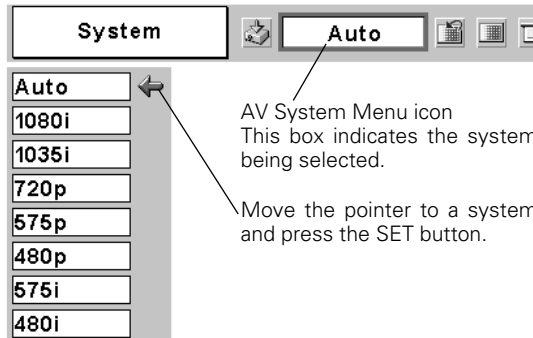 System
Auto
Auto
1080i
1035i
720p
575p
480p
575i
480i
AV System Menu icon
This box indicates the system
being selected.
Move the pointer to a system
and press the SET button.